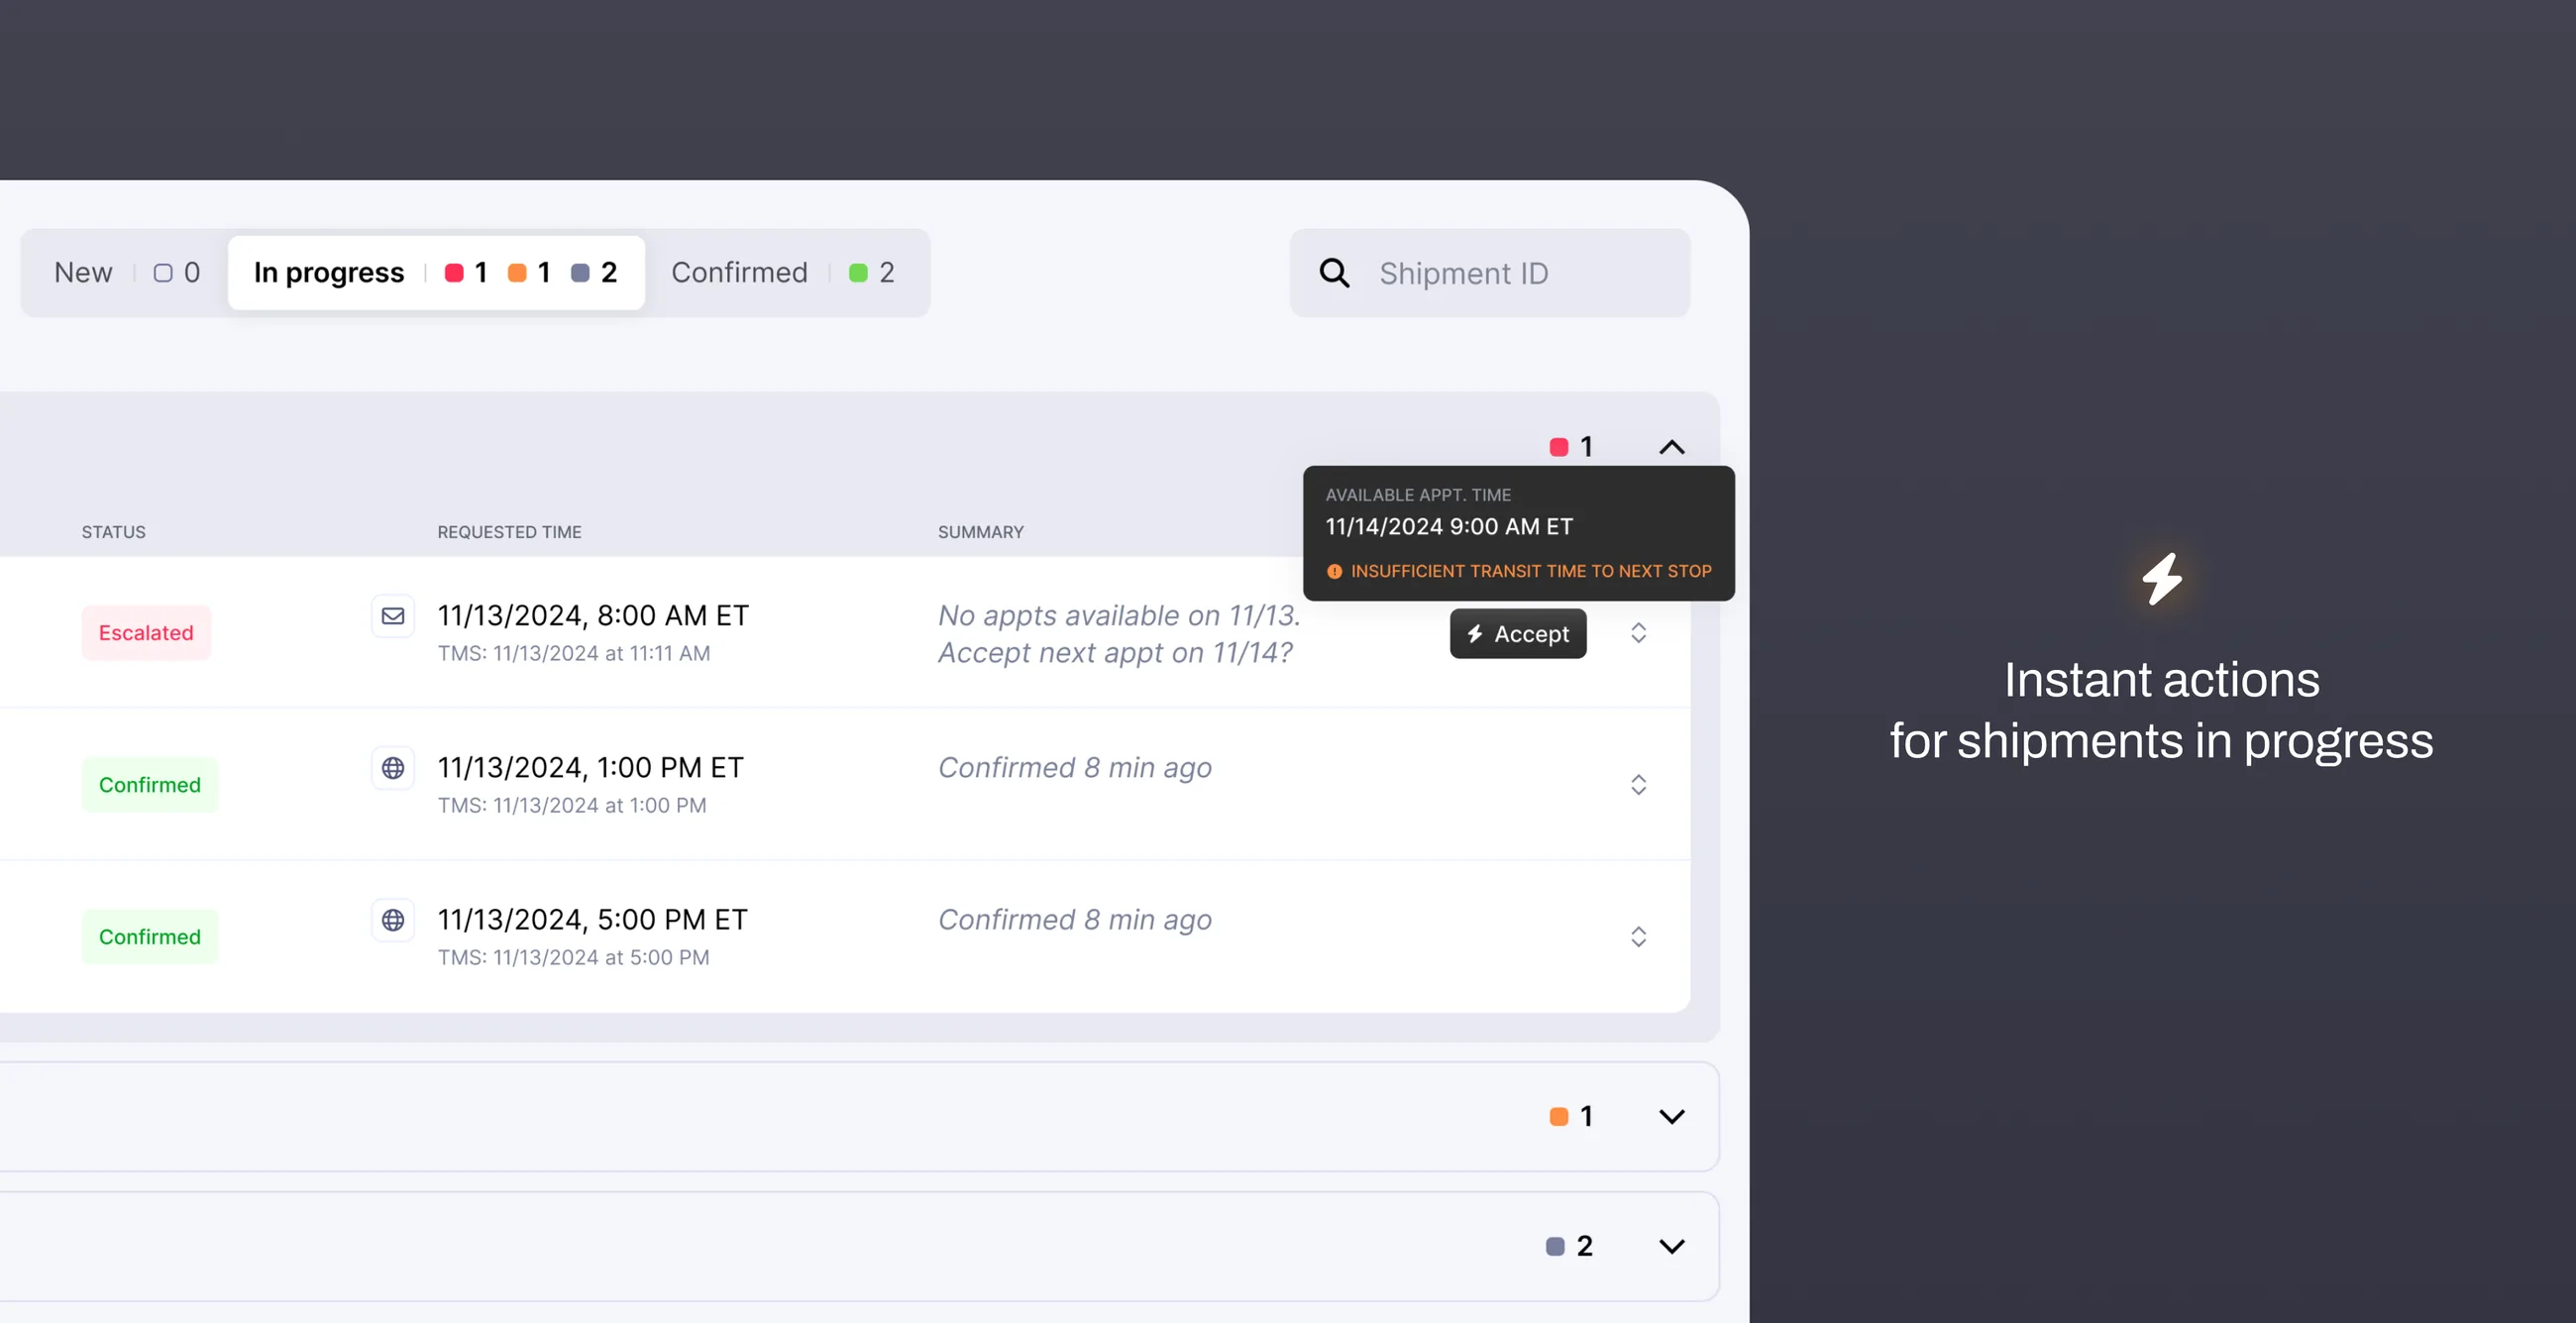 New 0 In progress 1 1 2 Confirmed 2
Shipment ID
1
AVAILABLE APPT. TIME
11/14/2024 9:00 AM ET
INSUFFICIENT TRANSIT TIME TO NEXT STOP
STATUS REQUESTED TIME SUMMARY
Escalated
11/13/2024, 8:00 AM ET
TMS: 11/13/2024 at 11:11 AM
No appts available on 11/13.
Accept next appt on 11/14?
Accept
Confirmed
11/13/2024, 1:00 PM ET
TMS: 11/13/2024 at 1:00 PM
Confirmed 8 min ago
Confirmed
11/13/2024, 5:00 PM ET
TMS: 11/13/2024 at 5:00 PM
Confirmed 8 min ago
1
2
Instant actions
for shipments in progress